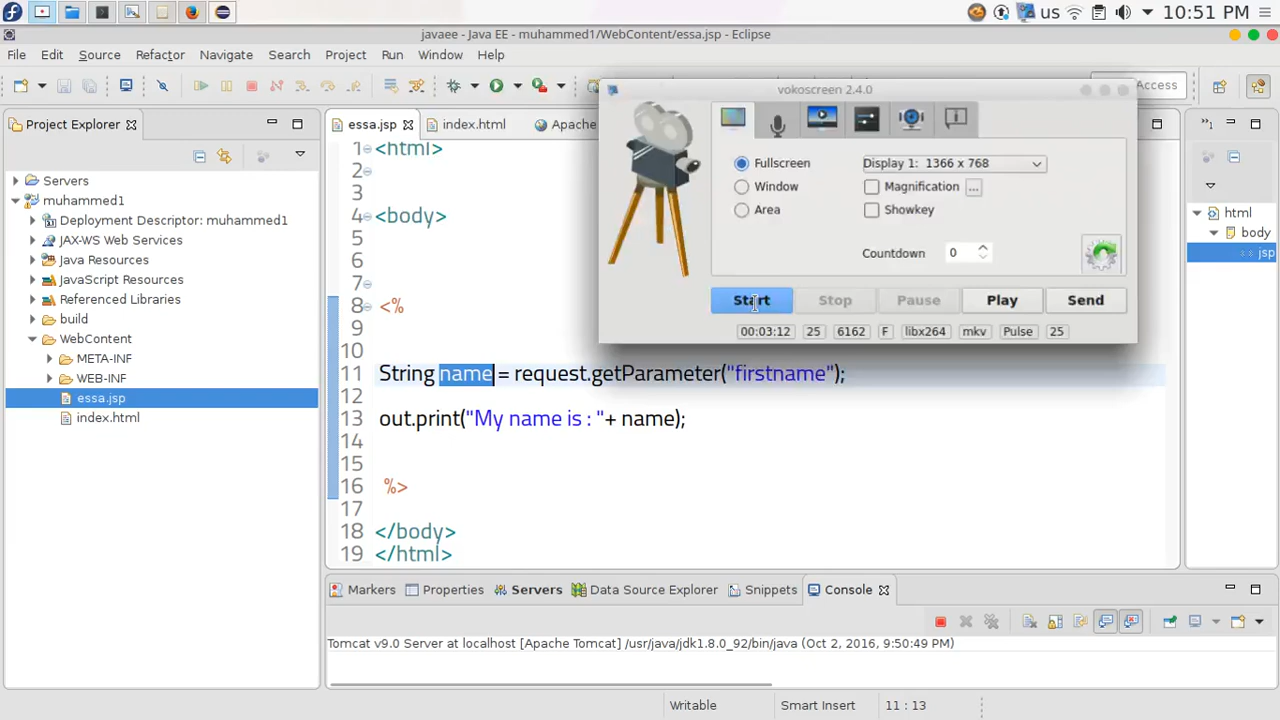 us
10:51 PM
javaee - Java EE - muhammed1/WebContent/essa.jsp - Eclipse
File Edit Source Refactor Navigate Search Project Run Window Help
Access
Project Explorer
Servers
muhammed1
Deployment Descriptor: muhammed1
JAX-WS Web Services
Java Resources
JavaScript Resources
Referenced Libraries
build
WebContent
META-INF
WEB-INF
essa.jsp
index.html
essa.jsp index.html Apache
1 <html>
2
3
4 <body>
5
6
7
8 <%
9
10
11 String name = request.getParameter("firstname");
12
13 out.print("My name is : "+ name);
14
15
16 %>
17
18 </body>
19 </html>
vokoscreen 2.4.0
Fullscreen
Display 1: 1366 x 768
Window
Magnification ...
Area
Showkey
Countdown 0
Start Stop Pause Play Send
00:03:12 25 6162 F libx264 mkv Pulse 25
»1
html
body
jsp
Markers Properties Servers Data Source Explorer Snippets Console
Tomcat v9.0 Server at localhost [Apache Tomcat] /usr/java/jdk1.8.0_92/bin/java (Oct 2, 2016, 9:50:49 PM)
Writable Smart Insert 11 : 13